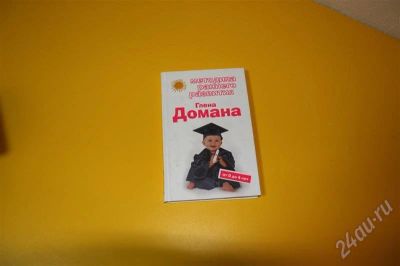 методика
раннего
развития
Глена
Домана
от 0 до 4 лет
24au.ru